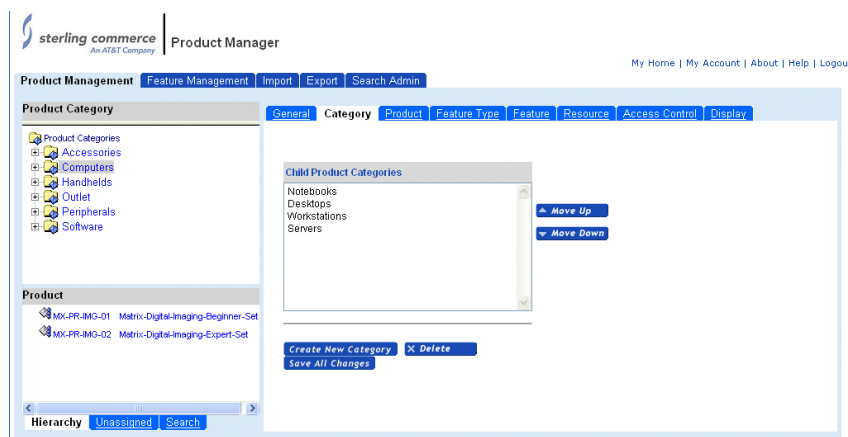 sterling commerce
An AT&T Company
Product Manager
My Home | My Account | About | Help | Logou
Product Management Feature Management Import Export Search Admin
Product Category
Product Categories
Accessories
Computers
Handhelds
Outlet
Peripherals
Software
Product
MX-PR-IMG-01 Matrix-Digital-Imaging-Beginner-Set
MX-PR-IMG-02 Matrix-Digital-Imaging-Expert-Set
Hierarchy Unassigned Search
General Category Product Feature Type Feature Resource Access Control Display
Child Product Categories
Notebooks
Desktops
Workstations
Servers
Move Up
Move Down
Create New Category X Delete
Save All Changes